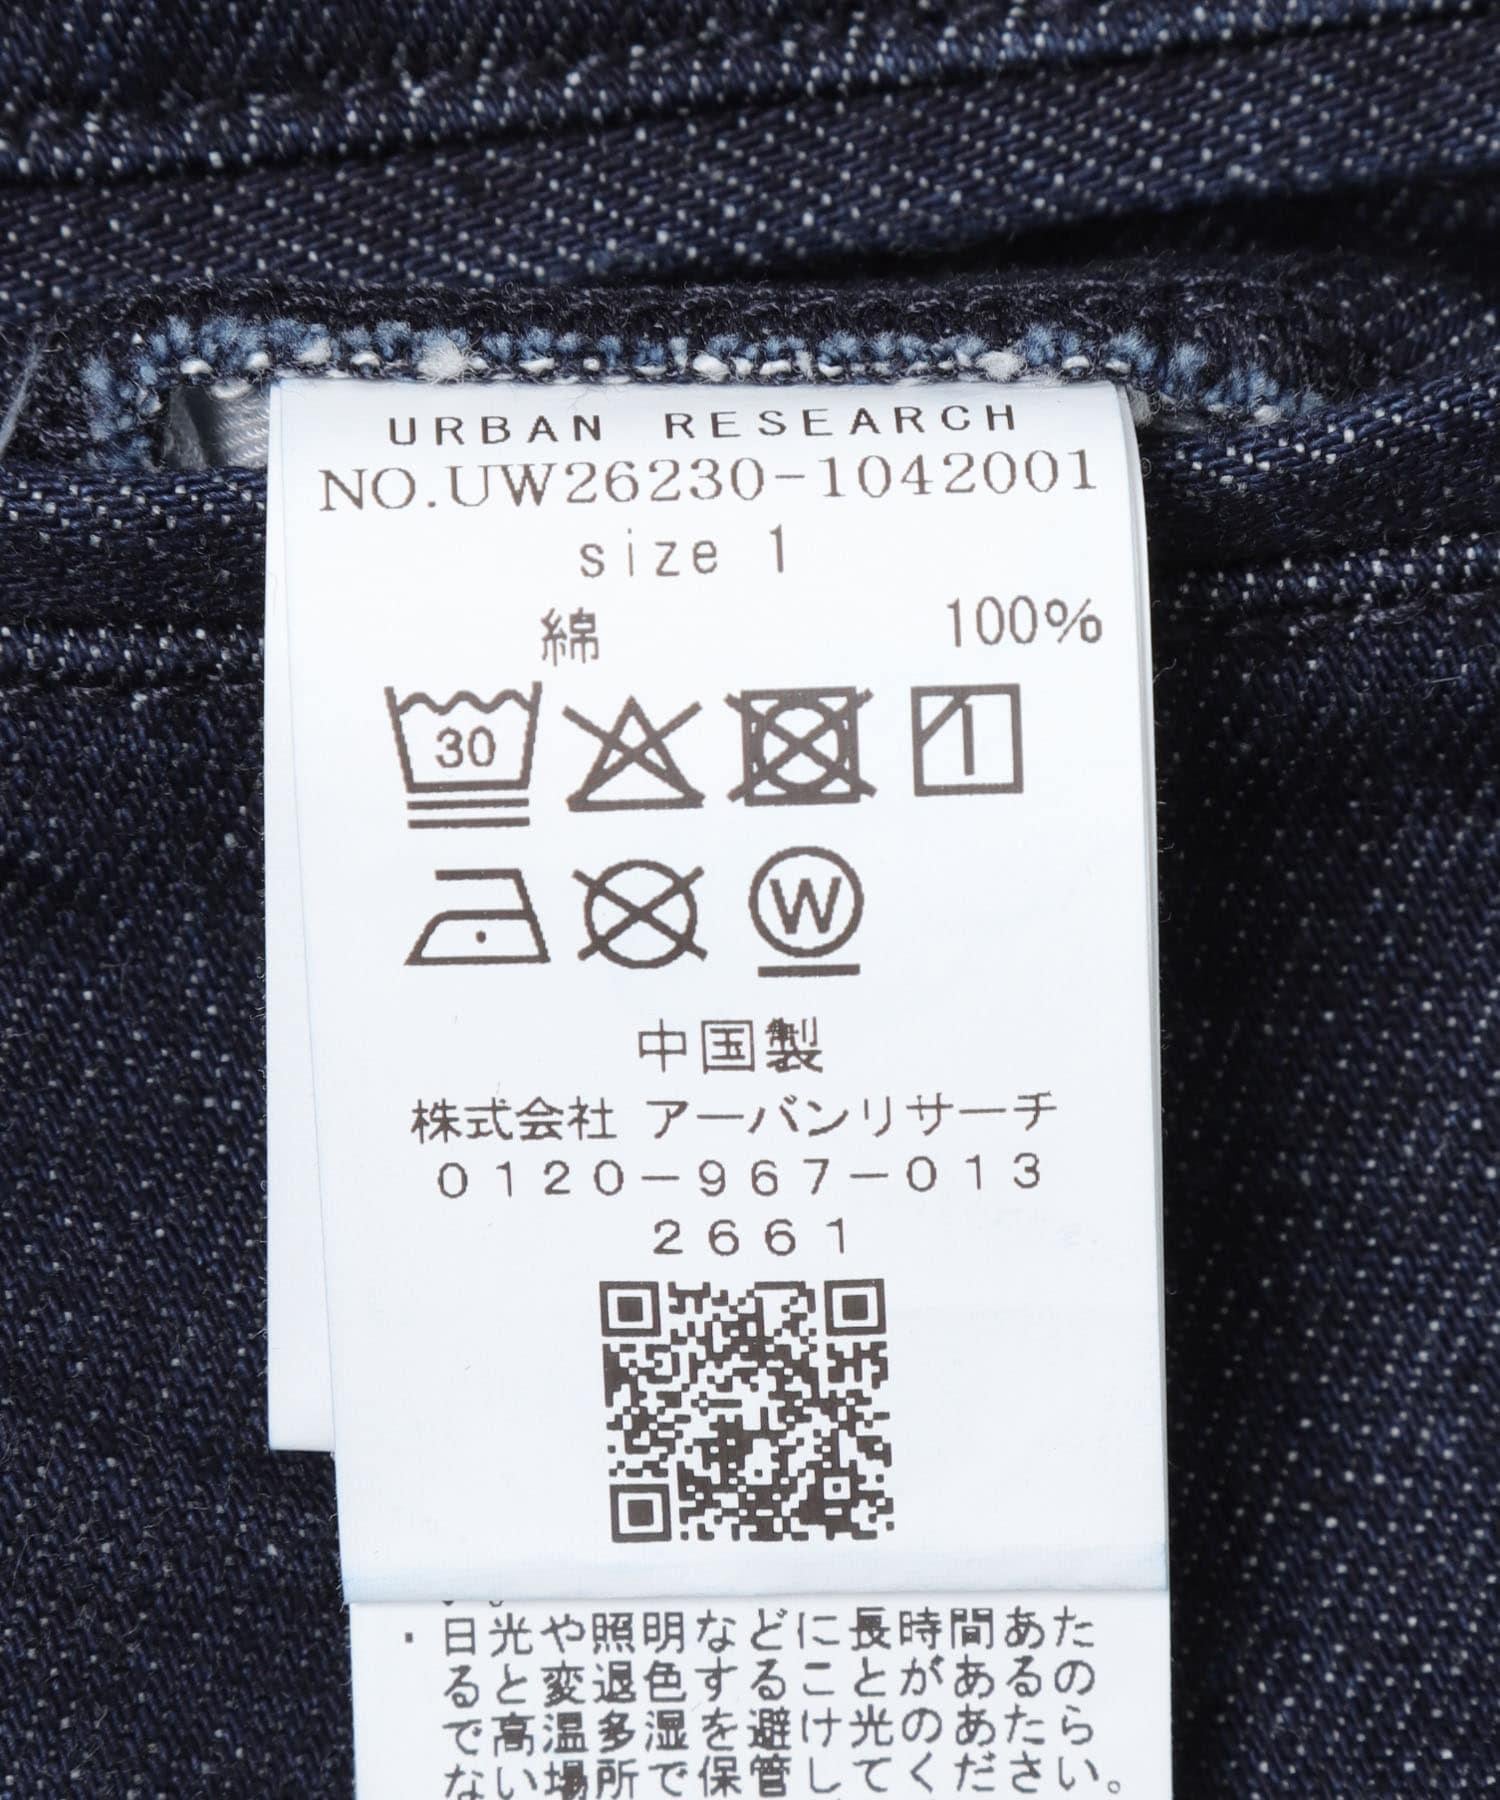 URBAN RESEARCH
NO.UW26230-1042001
size 1
綿 100%
30
W
中国製
株式会社 アーバンリサーチ
0120-967-013
2661
・日光や照明などに長時間あた
ると変退色することがあるの
で高温多湿を避け光のあたら
ない場所で保管してください。